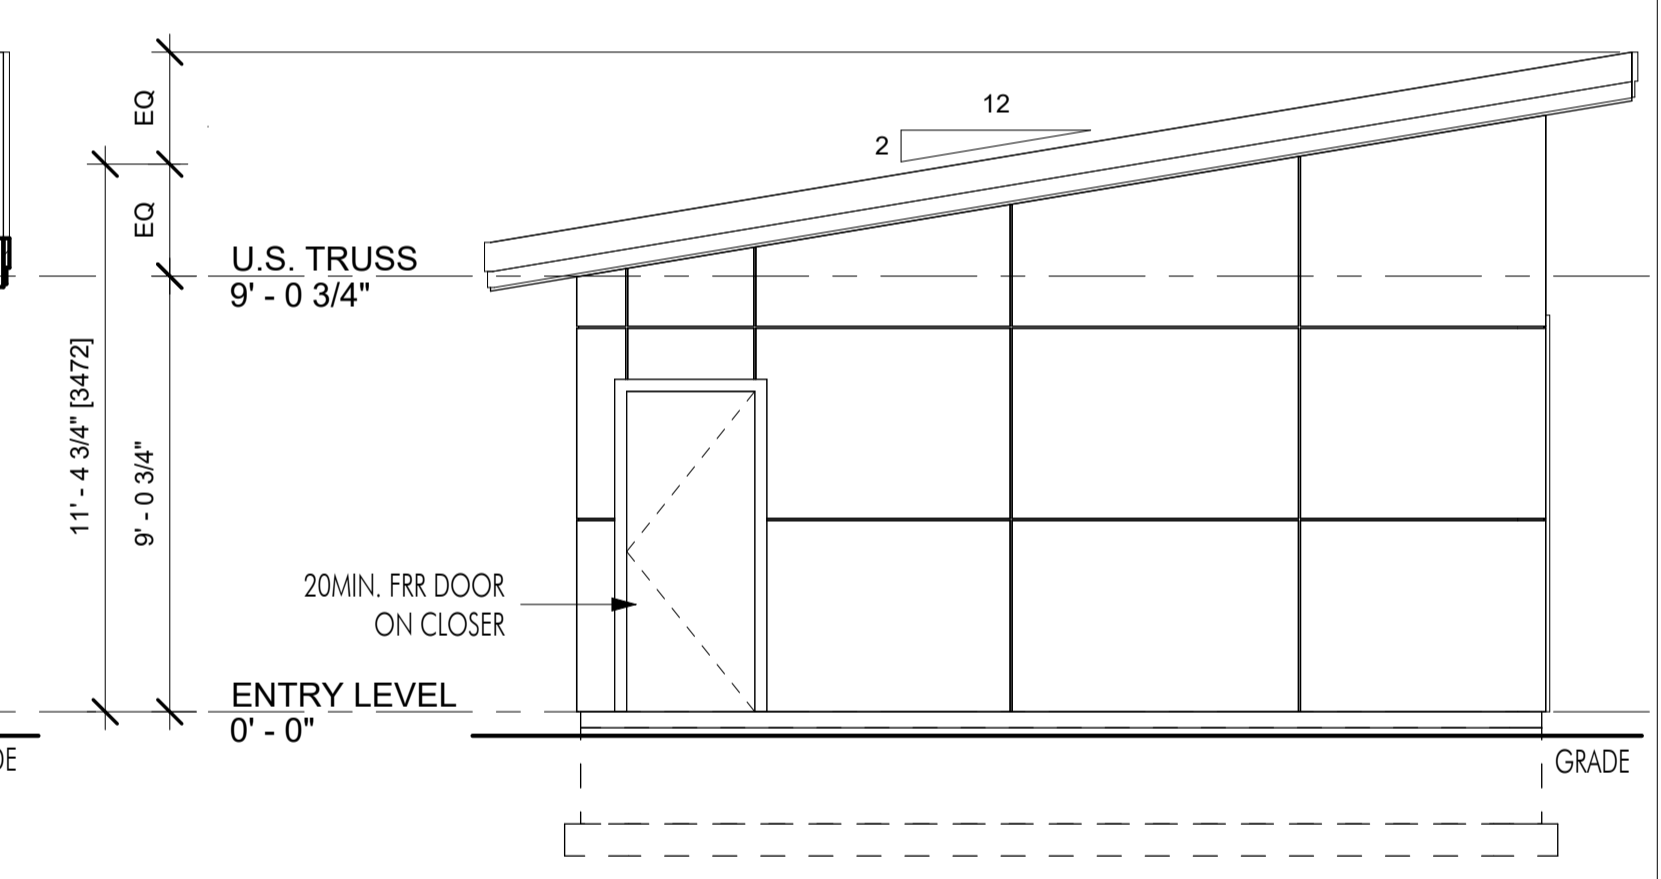 EQ
12
2
EQ
U.S. TRUSS
9' - 0 3/4"
11' - 4 3/4" [3472]
9' - 0 3/4"
20MIN. FRR DOOR
ON CLOSER
ENTRY LEVEL
0' - 0"
GRADE